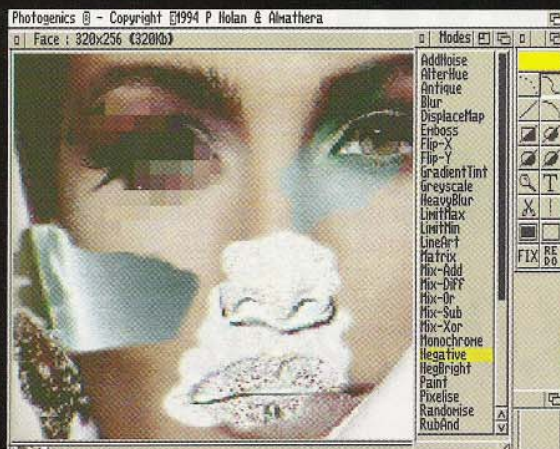 Photogenics ® - Copyright ©1994 P Nolan & Almathera
Face : 320x256 (320Kb)
Modes
AddNoise
AlterHue
Antique
Blur
DisplaceMap
Emboss
Flip-X
Flip-Y
GradientTint
Greyscale
HeavyBlur
LimitMax
LimitMin
LineArt
Matrix
Mix-Add
Mix-Diff
Mix-Or
Mix-Sub
Mix-Xor
Monochrome
Negative
NegBright
Paint
Pixelise
Randomise
RubAnd
T
FIX
RE
DO